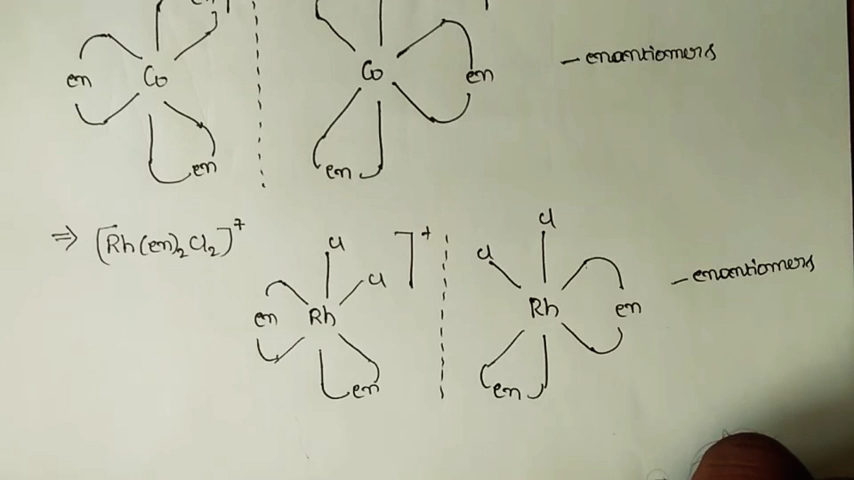 en
en Co Co en - enantiomers
en en
⇒ [Rh(en)₂Cl₂]⁺
Cl ]⁺ Cl
Cl Cl
en Rh Rh en - enantiomers
en en